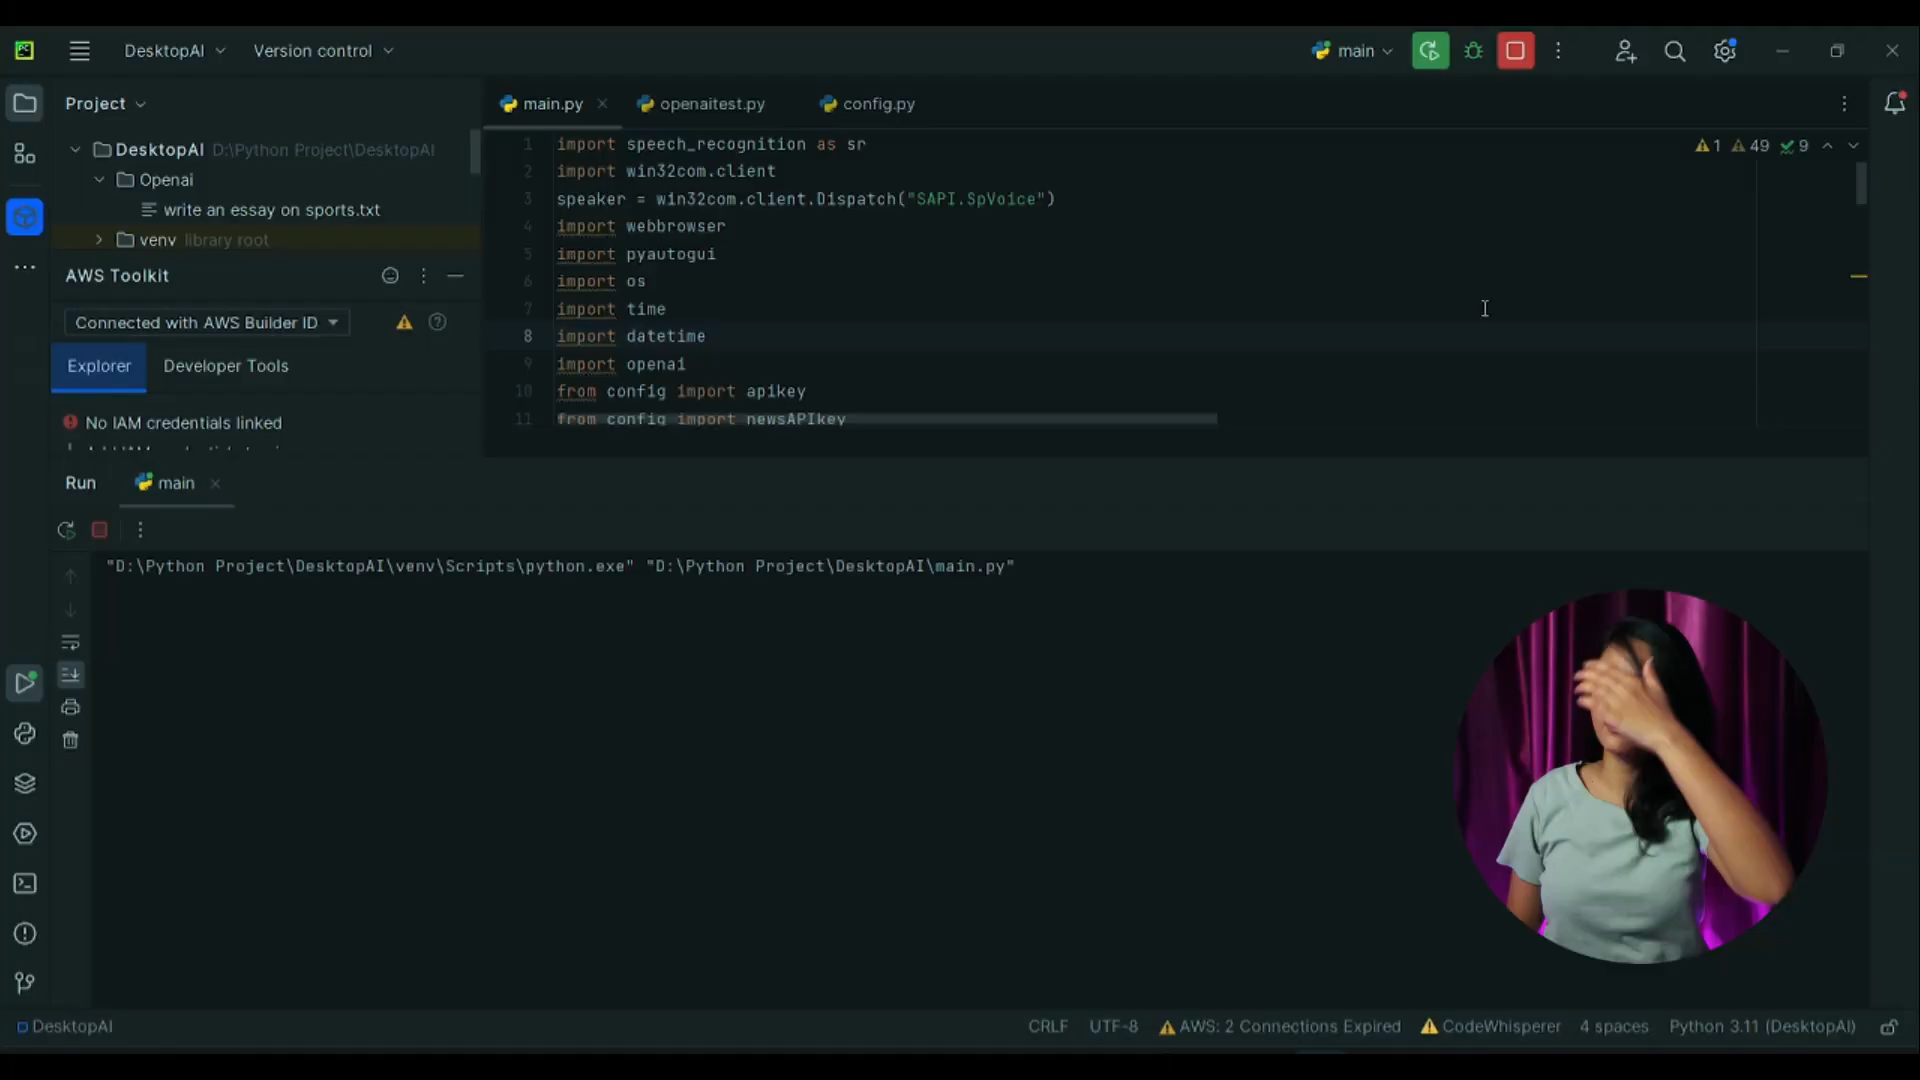 DesktopAI
Version control
main
Project
main.py
openaitest.py
config.py
DesktopAI D:\Python Project\DesktopAI
Openai
write an essay on sports.txt
venv library root
AWS Toolkit
Connected with AWS Builder ID
Explorer
Developer Tools
No IAM credentials linked
1 import speech_recognition as sr
2 import win32com.client
3 speaker = win32com.client.Dispatch("SAPI.SpVoice")
4 import webbrowser
5 import pyautogui
6 import os
7 import time
8 import datetime
9 import openai
10 from config import apikey
11 from config import newsAPIkey
1 49 9
Run
main
"D:\Python Project\DesktopAI\venv\Scripts\python.exe" "D:\Python Project\DesktopAI\main.py"
DesktopAI
CRLF
UTF-8
AWS: 2 Connections Expired
CodeWhisperer
4 spaces
Python 3.11 (DesktopAI)